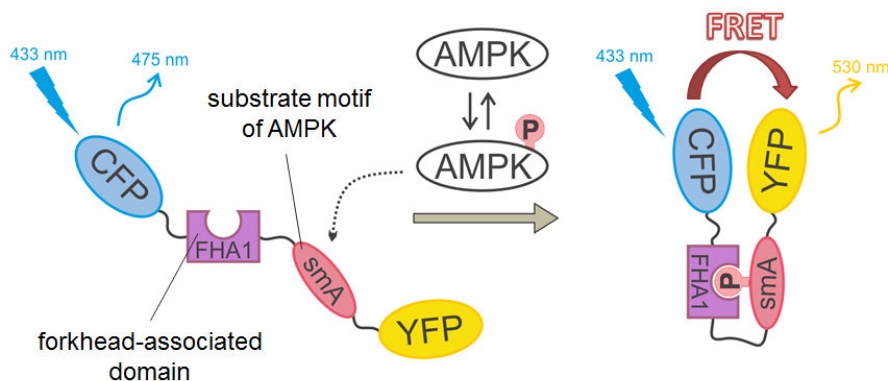 433 nm
475 nm
CFP
substrate motif
of AMPK
FHA1
smA
YFP
forkhead-associated
domain
AMPK
P
AMPK
FRET
433 nm
530 nm
CFP
YFP
FHA1
P
smA